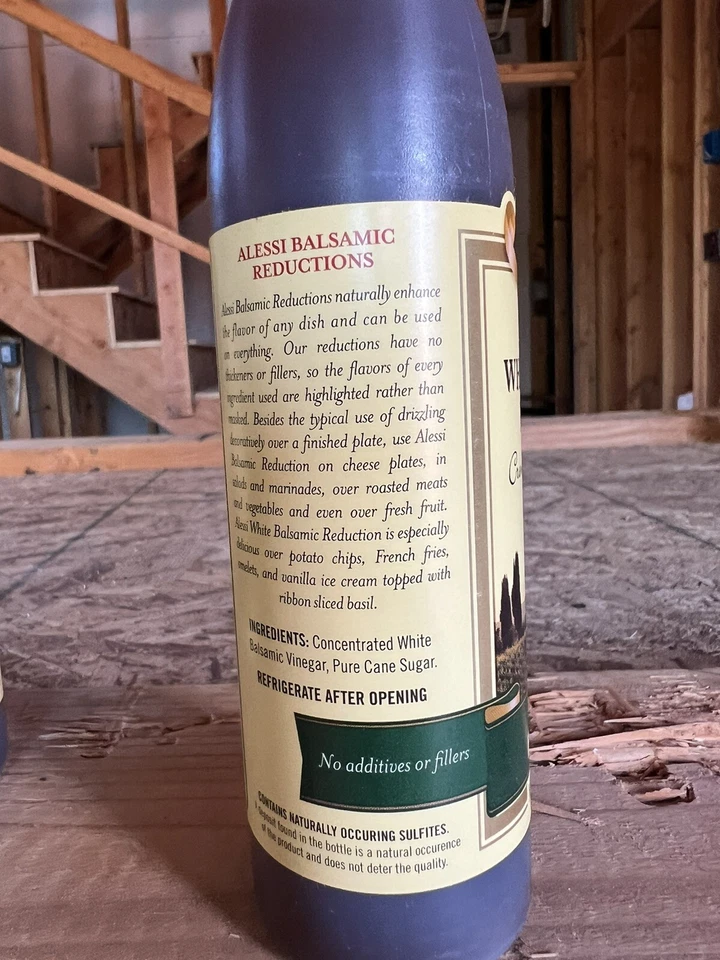 ALESSI BALSAMIC
REDUCTIONS
Alessi Balsamic Reductions naturally enhance
the flavor of any dish and can be used
on everything. Our reductions have no
thickeners or fillers, so the flavors of every
ingredient used are highlighted rather than
masked. Besides the typical use of drizzling
decoratively over a finished plate, use Alessi
Balsamic Reduction on cheese plates, in
salads and marinades, over roasted meats
and vegetables and even over fresh fruit.
Alessi White Balsamic Reduction is especially
delicious over potato chips, French fries,
omelets, and vanilla ice cream topped with
ribbon sliced basil.
INGREDIENTS: Concentrated White
Balsamic Vinegar, Pure Cane Sugar.
REFRIGERATE AFTER OPENING
No additives or fillers
CONTAINS NATURALLY OCCURING SULFITES.
A deposit found in the bottle is a natural occurence
of the product and does not deter the quality.